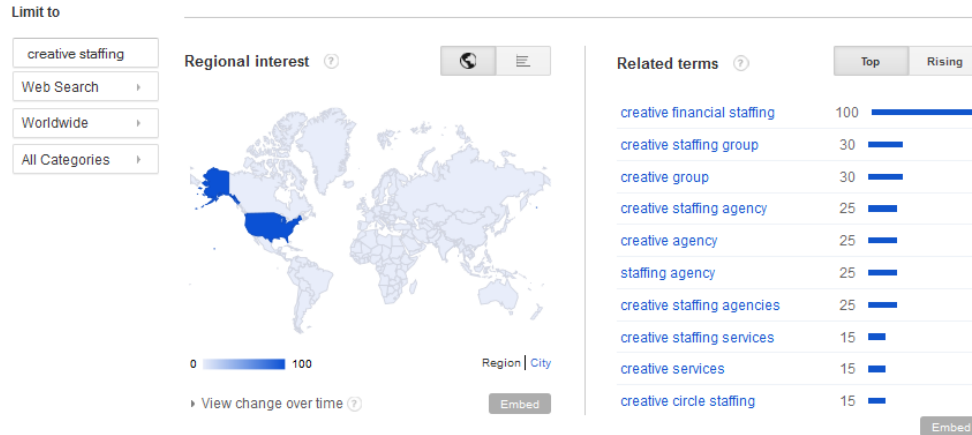 Limit to
creative staffing
Web Search
Worldwide
All Categories
Regional interest ?
0 100
Region | City
View change over time ?
Embed
Related terms ?
Top Rising
creative financial staffing 100
creative staffing group 30
creative group 30
creative staffing agency 25
creative agency 25
staffing agency 25
creative staffing agencies 25
creative staffing services 15
creative services 15
creative circle staffing 15
Embed